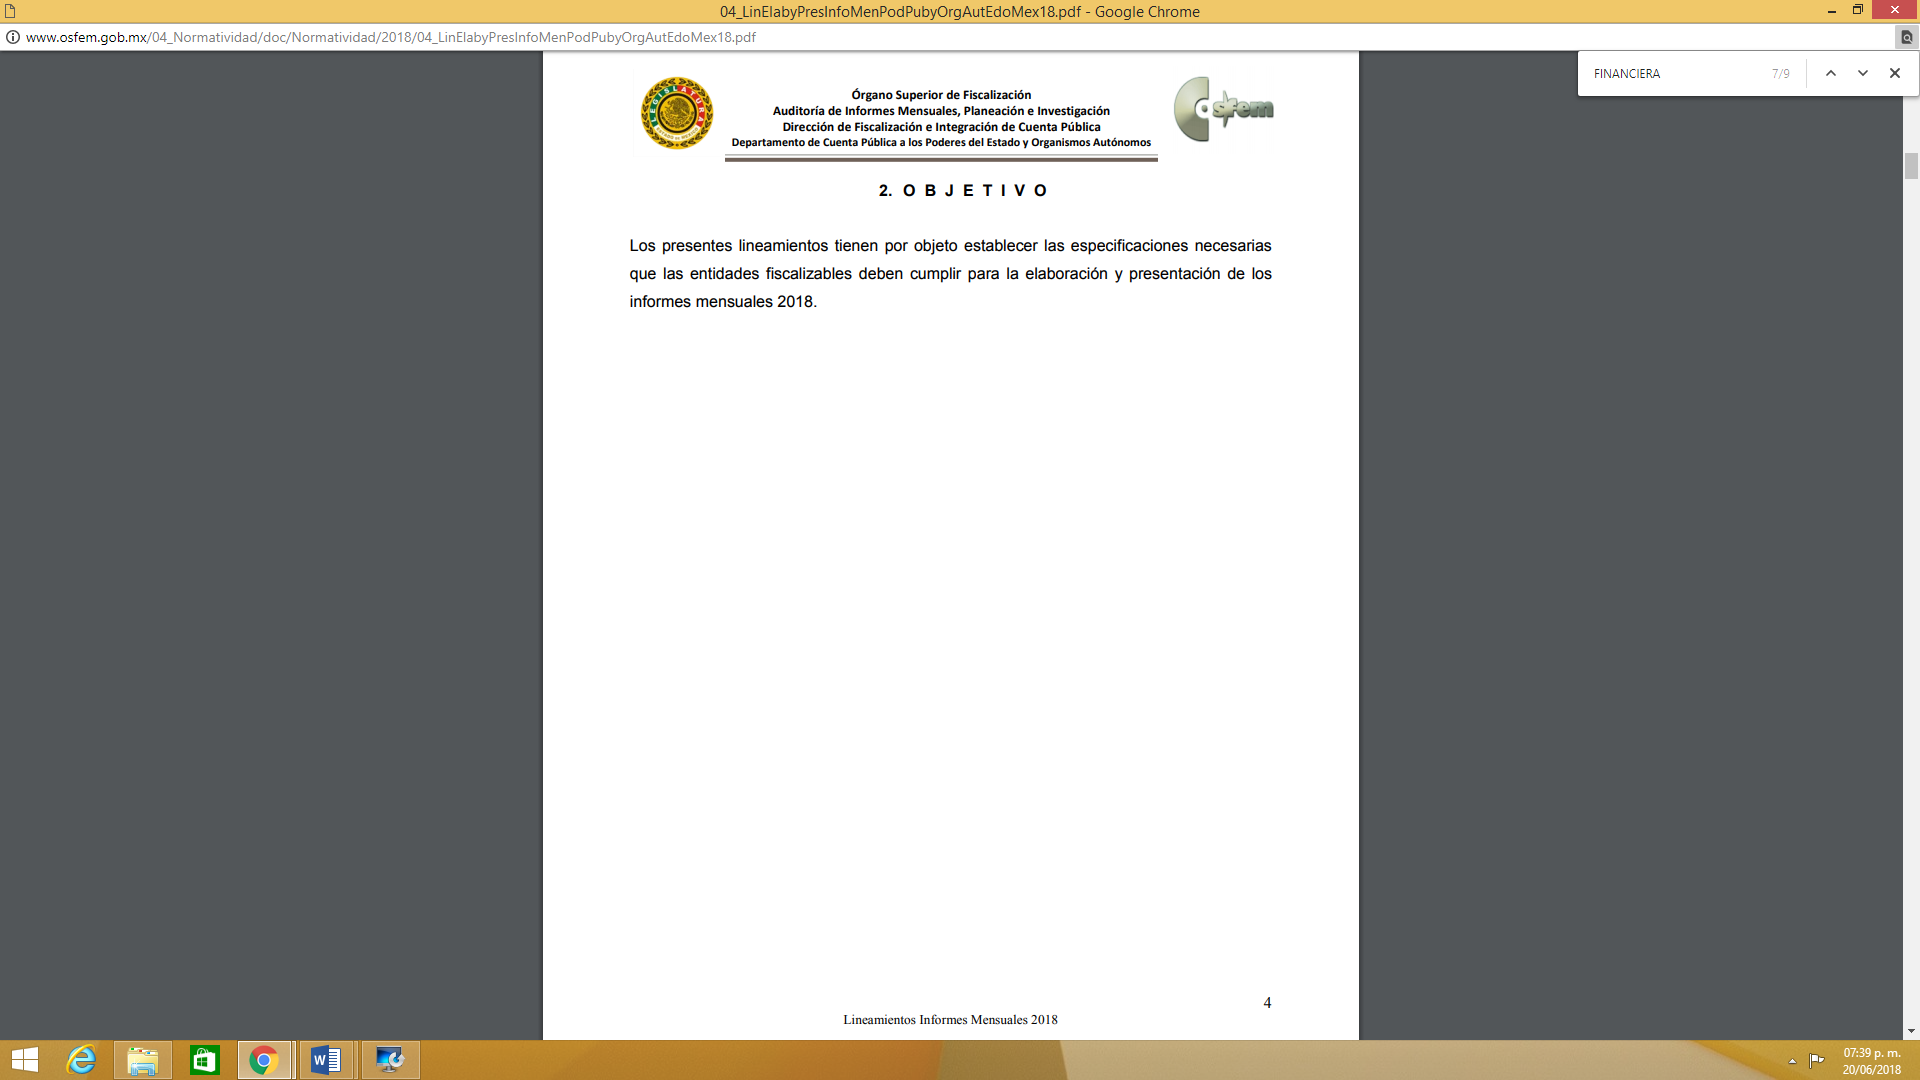 04_LinElabyPresInfoMenPodPubyOrgAutEdoMex18.pdf - Google Chrome
www.osfem.gob.mx/04_Normatividad/doc/Normatividad/2018/04_LinElabyPresInfoMenPodPubyOrgAutEdoMex18.pdf
FINANCIERA 7/9
LEGISLATURA
ESTADO DE MÉXICO
Órgano Superior de Fiscalización
Auditoría de Informes Mensuales, Planeación e Investigación
Dirección de Fiscalización e Integración de Cuenta Pública
Departamento de Cuenta Pública a los Poderes del Estado y Organismos Autónomos
Osfem
2. O B J E T I V O
Los presentes lineamientos tienen por objeto establecer las especificaciones necesarias
que las entidades fiscalizables deben cumplir para la elaboración y presentación de los
informes mensuales 2018.
4
Lineamientos Informes Mensuales 2018
07:39 p. m.
20/06/2018